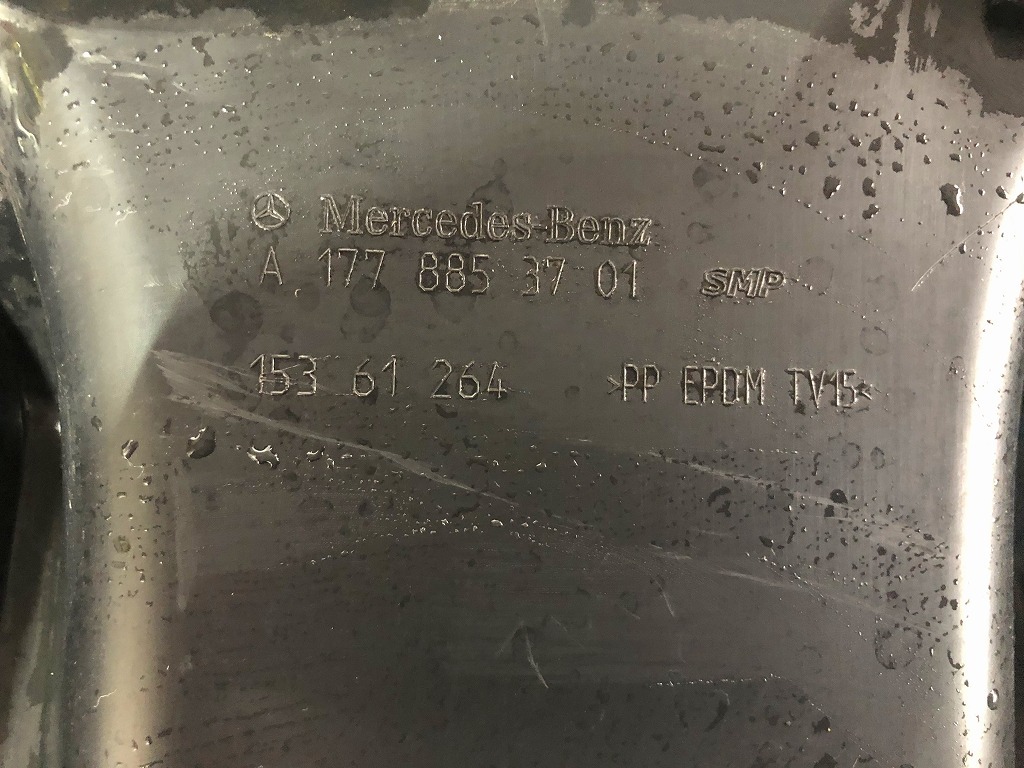 Mercedes-Benz
A 177 885 37 01 SMP
153 61 264 >PP EPDM TV15<